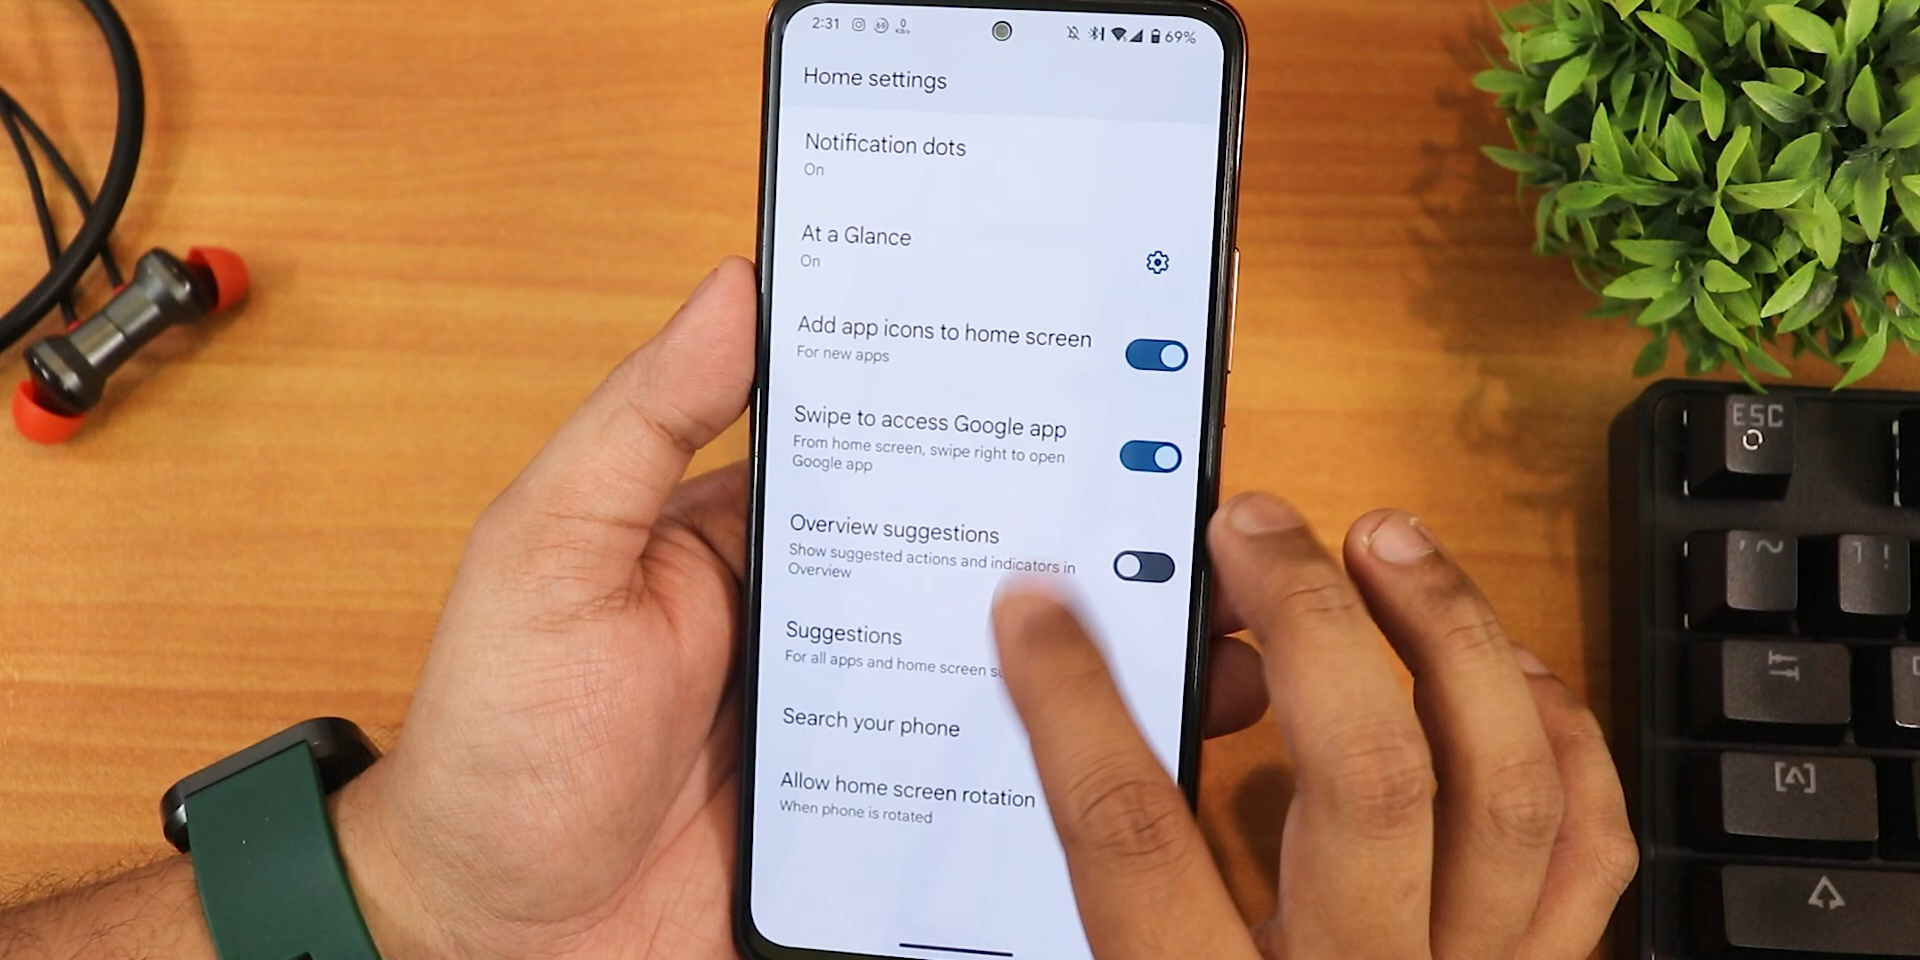 2:31
69%
Home settings
Notification dots
On
At a Glance
On
Add app icons to home screen
For new apps
Swipe to access Google app
From home screen, swipe right to open
Google app
Overview suggestions
Show suggested actions and indicators in
Overview
Suggestions
For all apps and home screen
Search your phone
Allow home screen rotation
When phone is rotated
ESC
' ~
1 !